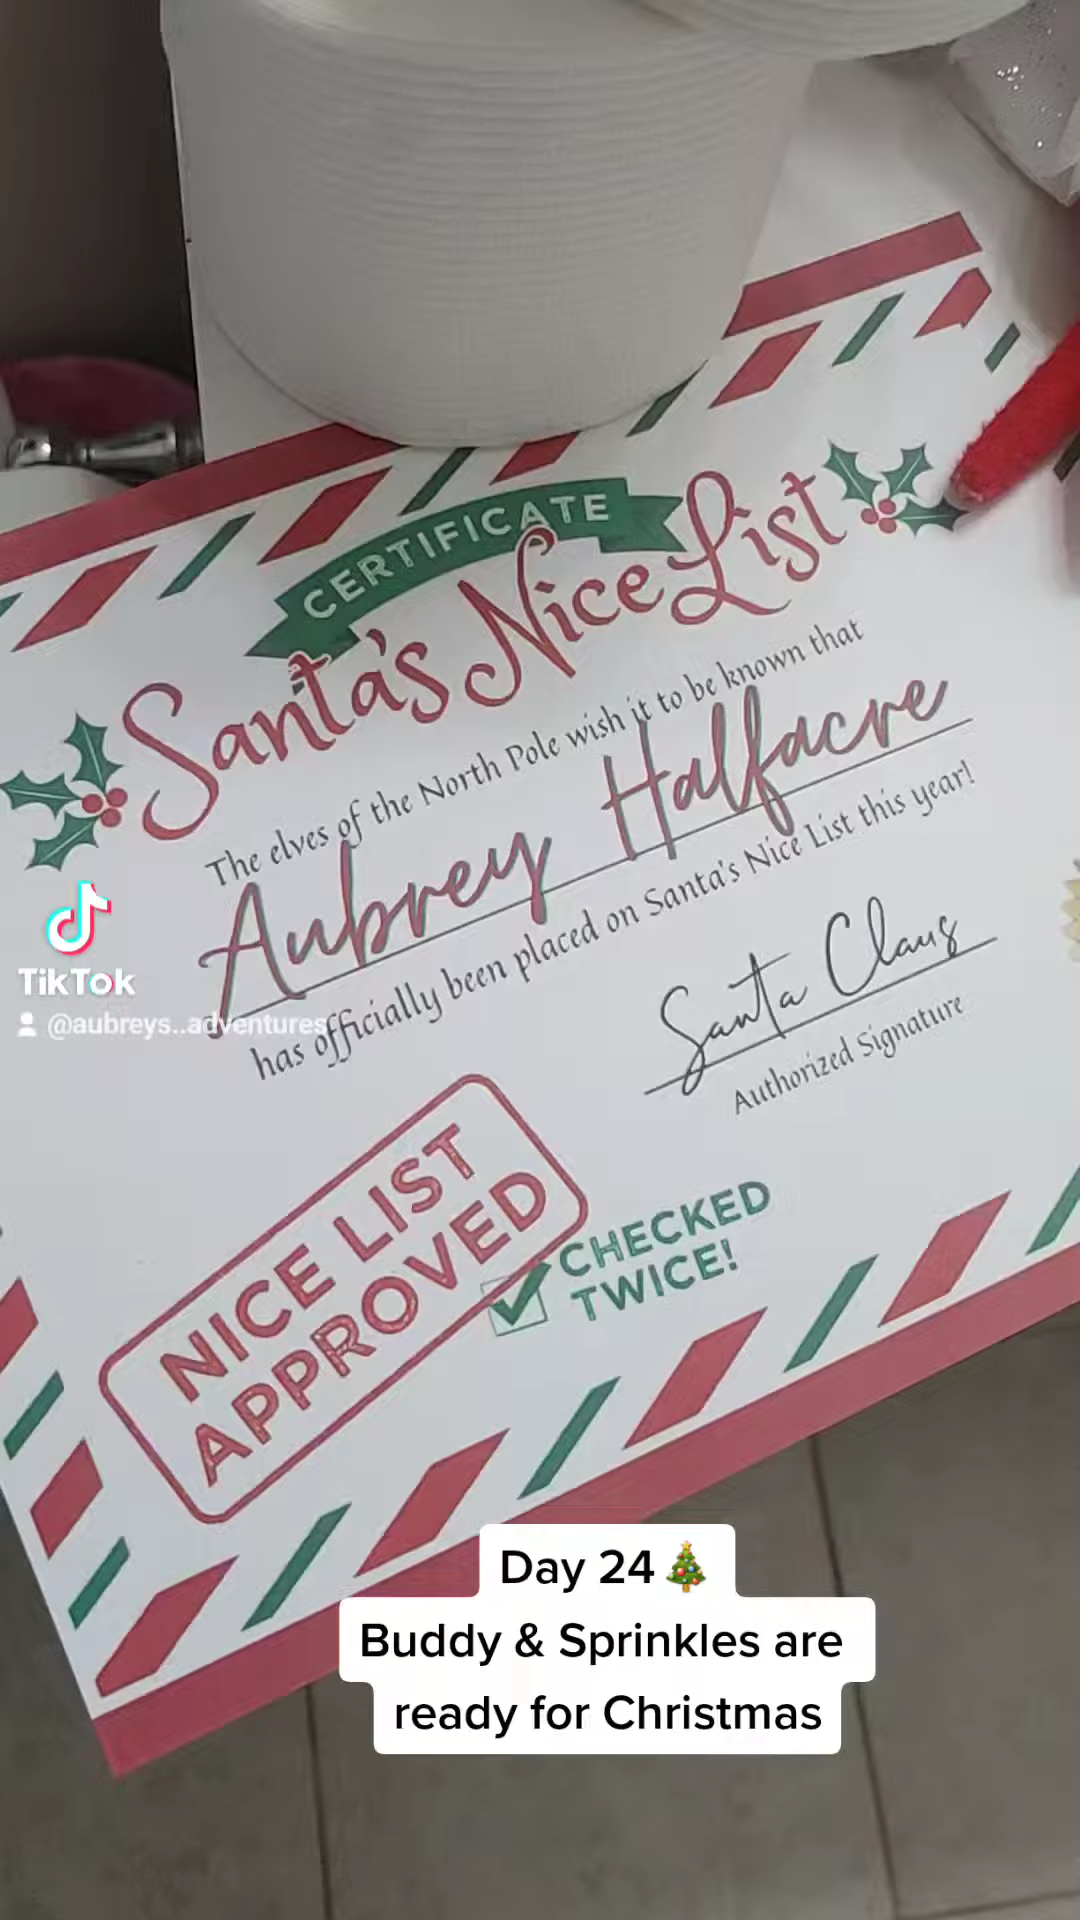 CERTIFICATE
Santa's Nice List
The elves of the North Pole wish it to be known that
Aubrey Halfacre
has officially been placed on Santa's Nice List this year!
Santa Claus
Authorized Signature
NICE LIST
APPROVED
CHECKED
TWICE!
TikTok
@aubreys..adventures
Day 24🎄
Buddy & Sprinkles are
ready for Christmas